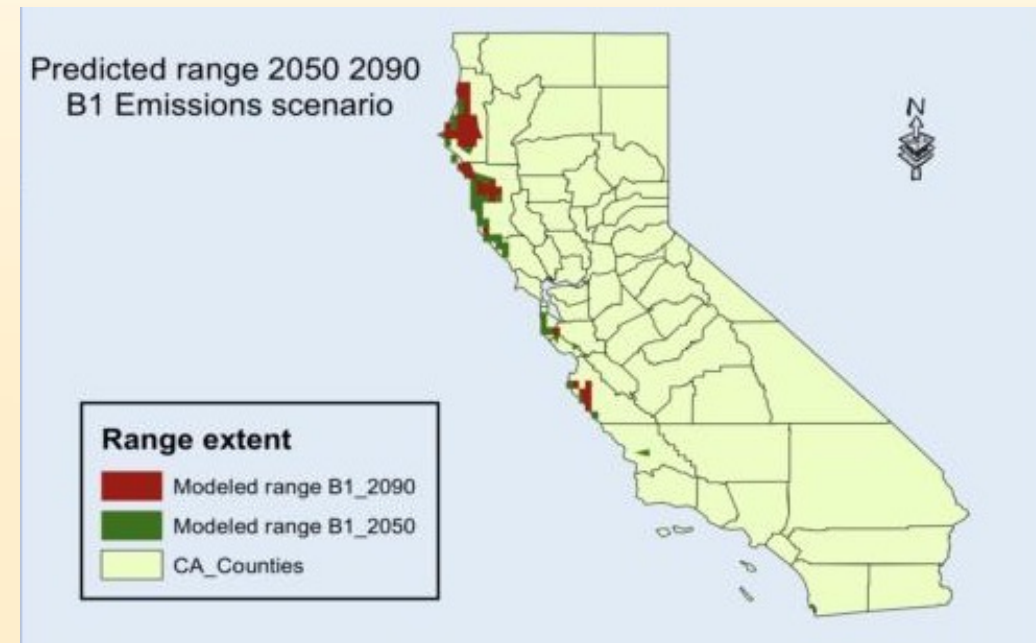 Predicted range 2050 2090
B1 Emissions scenario
N
Range extent
Modeled range B1_2090
Modeled range B1_2050
CA_Counties